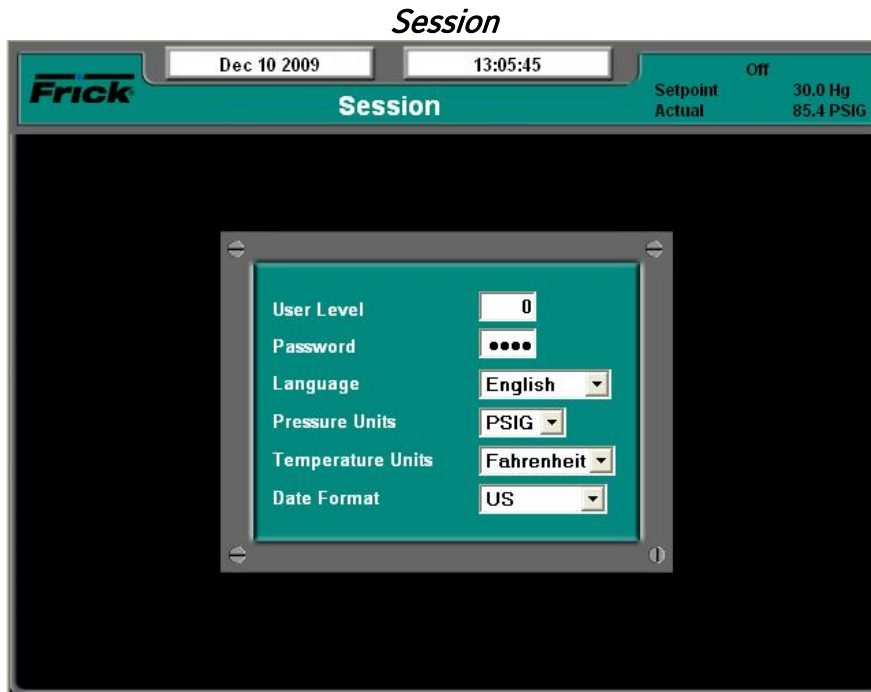 Session
Dec 10 2009 13:05:45 Off
Frick Session Setpoint 30.0 Hg
Actual 85.4 PSIG
User Level 0
Password ••••
Language English
Pressure Units PSIG
Temperature Units Fahrenheit
Date Format US